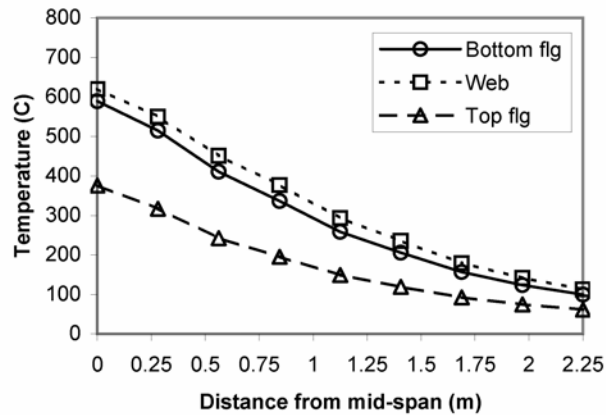 800
700
600
500
400
300
200
100
0
Temperature (C)
Bottom flg
Web
Top flg
0 0.25 0.5 0.75 1 1.25 1.5 1.75 2 2.25
Distance from mid-span (m)